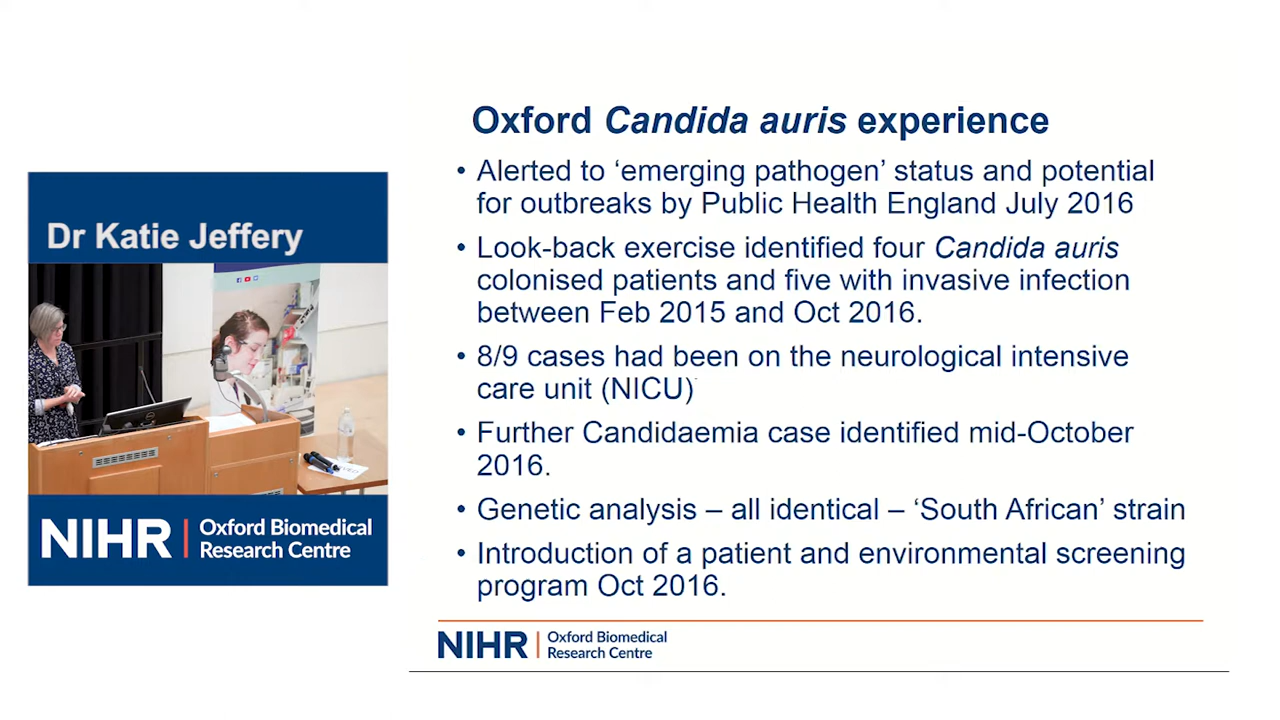 Oxford Candida auris experience
• Alerted to ‘emerging pathogen’ status and potential
for outbreaks by Public Health England July 2016
• Look-back exercise identified four Candida auris
colonised patients and five with invasive infection
between Feb 2015 and Oct 2016.
• 8/9 cases had been on the neurological intensive
care unit (NICU)
• Further Candidaemia case identified mid-October
2016.
• Genetic analysis – all identical – ‘South African’ strain
• Introduction of a patient and environmental screening
program Oct 2016.
NIHR | Oxford Biomedical
Research Centre
Dr Katie Jeffery
NIHR | Oxford Biomedical
Research Centre